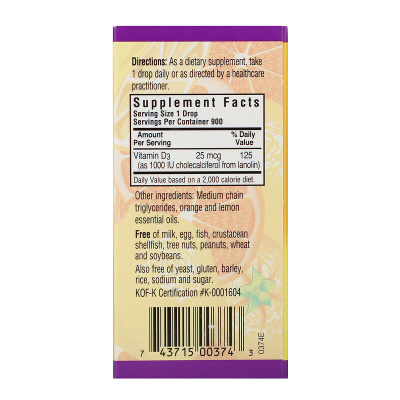 Directions: As a dietary supplement, take
1 drop daily or as directed by a healthcare
practitioner.
Supplement Facts
Serving Size 1 Drop
Servings Per Container 900
Amount % Daily
Per Serving Value
Vitamin D3 25 mcg 125
(as 1000 IU cholecalciferol from lanolin)
Daily Value based on a 2,000 calorie diet.
Other ingredients: Medium chain
triglycerides, orange and lemon
essential oils.
Free of milk, egg, fish, crustacean
shellfish, tree nuts, peanuts, wheat
and soybeans.
Also free of yeast, gluten, barley,
rice, sodium and sugar.
KOF-K Certification #K-0001604
7 43715 00374 3
0374E